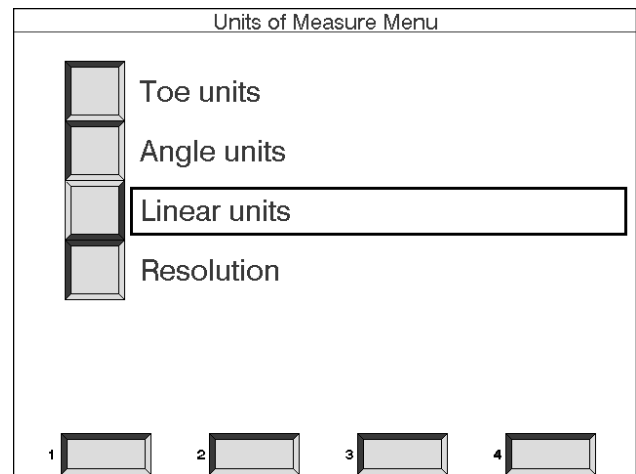 Units of Measure Menu
Toe units
Angle units
Linear units
Resolution
1 2 3 4